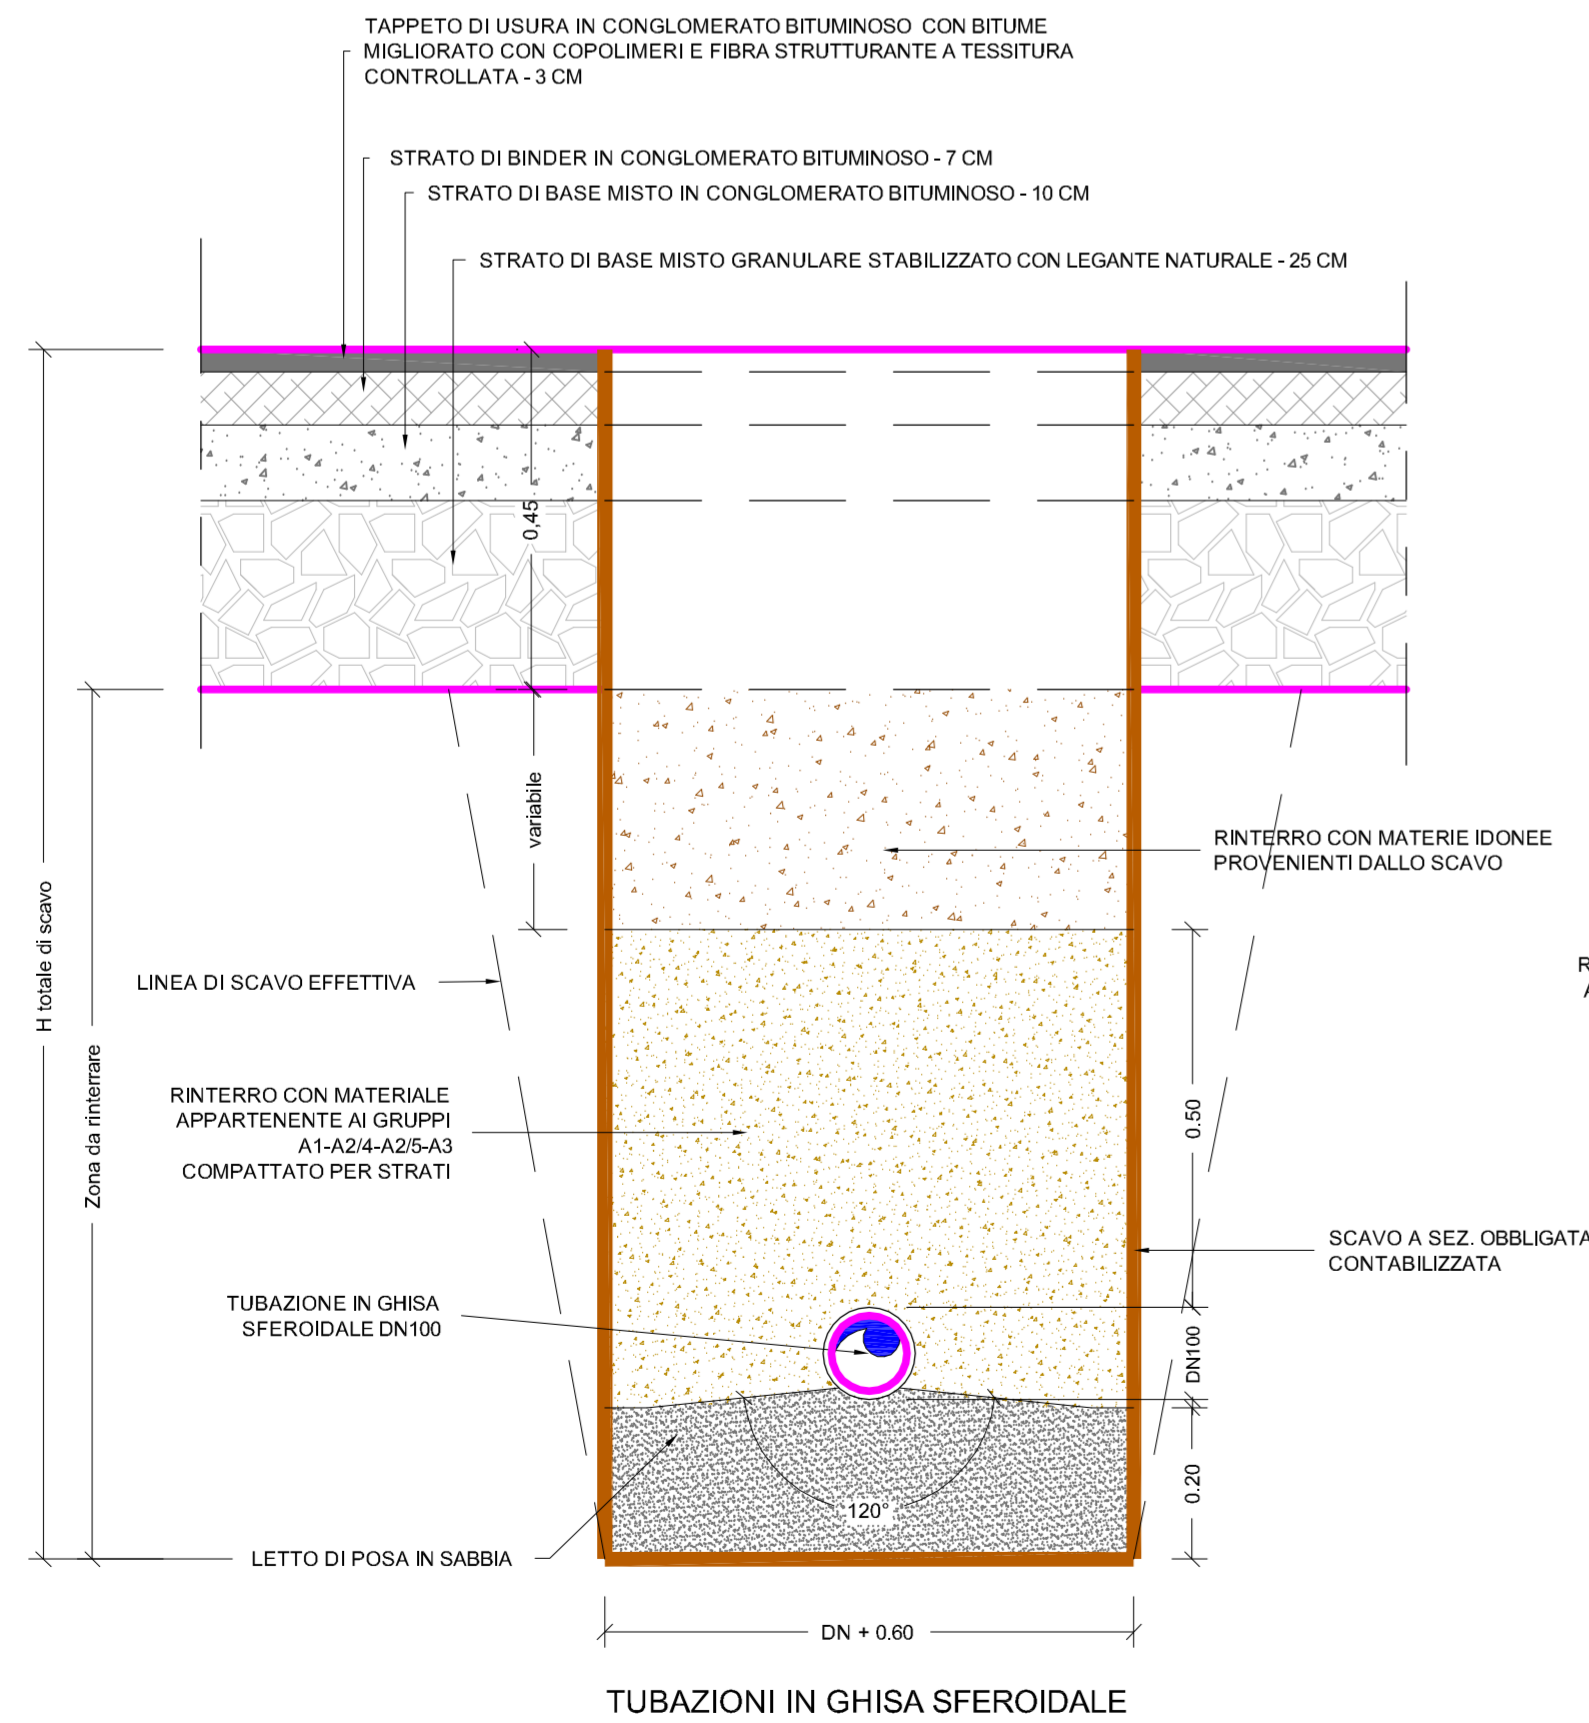 TAPPETO DI USURA IN CONGLOMERATO BITUMINOSO CON BITUME
MIGLIORATO CON COPOLIMERI E FIBRA STRUTTURANTE A TESSITURA
CONTROLLATA - 3 CM
STRATO DI BINDER IN CONGLOMERATO BITUMINOSO - 7 CM
STRATO DI BASE MISTO IN CONGLOMERATO BITUMINOSO - 10 CM
STRATO DI BASE MISTO GRANULARE STABILIZZATO CON LEGANTE NATURALE - 25 CM
0,45
variabile
RINTERRO CON MATERIE IDONEE
PROVENIENTI DALLO SCAVO
H totale di scavo
Zona da rinterrare
LINEA DI SCAVO EFFETTIVA
R
A
RINTERRO CON MATERIALE
APPARTENENTE AI GRUPPI
A1-A2/4-A2/5-A3
COMPATTATO PER STRATI
0.50
SCAVO A SEZ. OBBLIGATA
CONTABILIZZATA
TUBAZIONE IN GHISA
SFEROIDALE DN100
DN100
0.20
120°
LETTO DI POSA IN SABBIA
DN + 0.60
TUBAZIONI IN GHISA SFEROIDALE